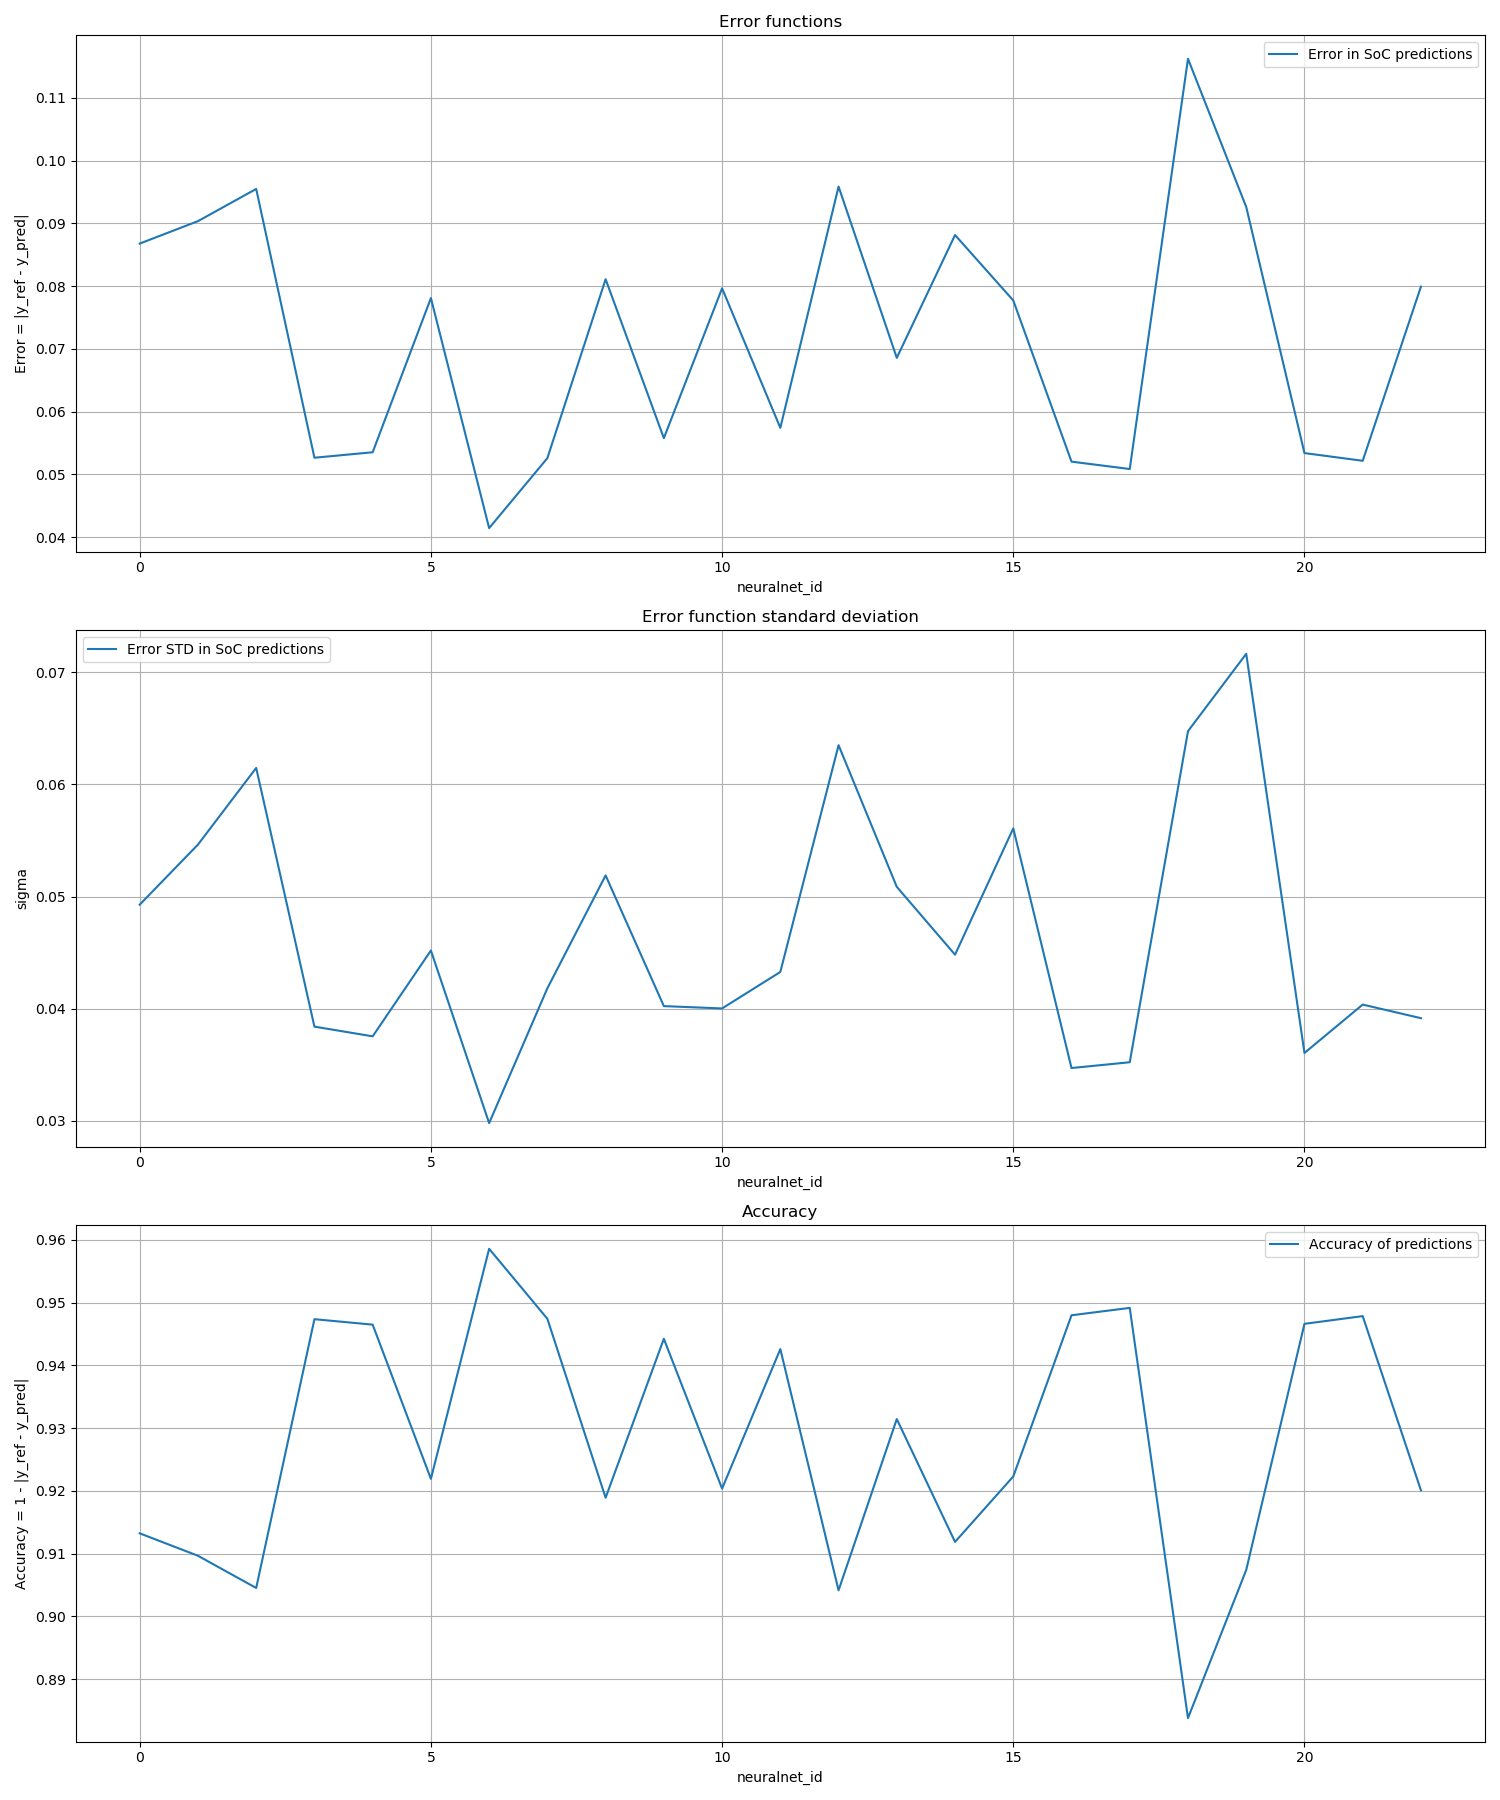 Error functions
Error in SoC predictions
0.11
0.10
0.09
0.08
0.07
0.06
0.05
0.04
Error = |y_ref - y_pred|
0 5 10 15 20
neuralnet_id
Error function standard deviation
Error STD in SoC predictions
0.07
0.06
0.05
0.04
0.03
sigma
0 5 10 15 20
neuralnet_id
Accuracy
Accuracy of predictions
0.96
0.95
0.94
0.93
0.92
0.91
0.90
0.89
Accuracy = 1 - |y_ref - y_pred|
0 5 10 15 20
neuralnet_id